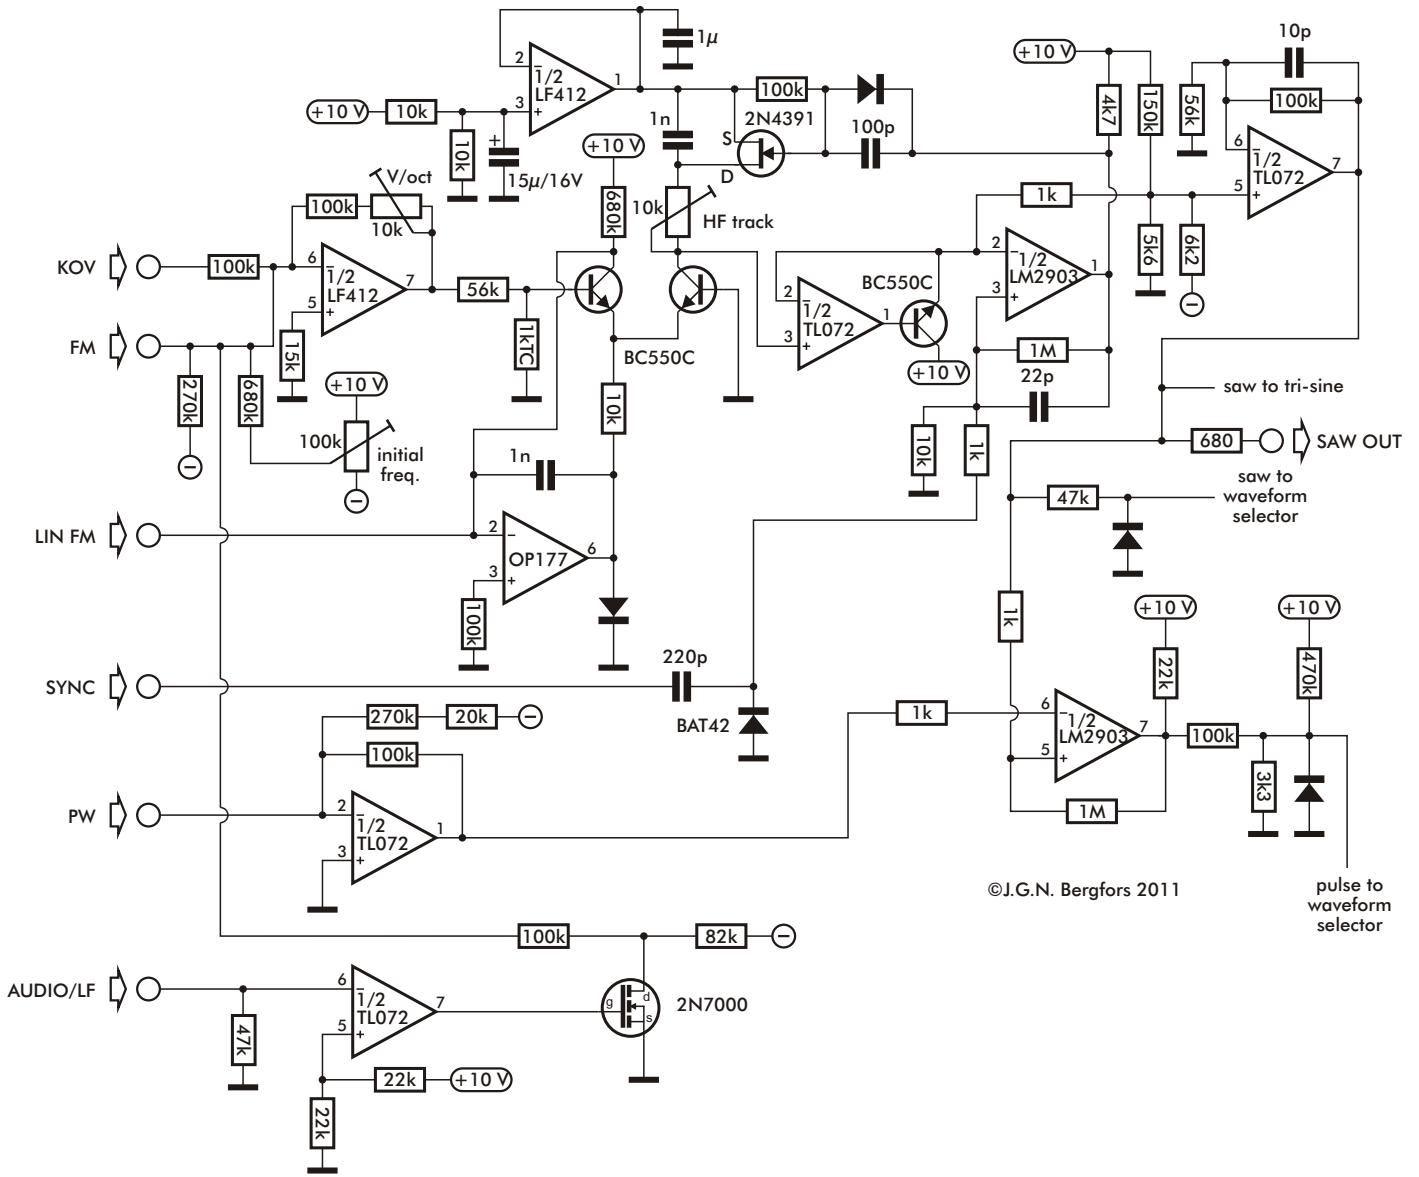 1µ
2
−
1/2
LF412
1
3
+
+10 V
10k
10k
+
15µ/16V
1n
100k
2N4391
S
D
100p
+10 V
4k7
150k
56k
10p
100k
6
−
1/2
TL072
7
5
+
+10 V
680k
10k
HF track
1k
5k6
6k2
−
V/oct
100k
10k
KOV
100k
6
−
1/2
LF412
7
5
+
56k
1kTC
15k
BC550C
BC550C
2
−
1/2
TL072
1
3
+
+10 V
2
−
1/2
LM2903
1
3
+
1M
22p
10k
1k
FM
270k
−
680k
+10 V
100k
initial
freq.
−
10k
1n
saw to tri-sine
680
SAW OUT
47k
saw to
waveform
selector
LIN FM
2
−
OP177
6
3
+
100k
1k
+10 V
22k
+10 V
470k
SYNC
220p
BAT42
270k
20k
−
100k
1k
6
−
1/2
LM2903
7
5
+
1M
100k
3k3
PW
2
−
1/2
TL072
1
3
+
©J.G.N. Bergfors 2011
pulse to
waveform
selector
100k
82k
−
AUDIO/LF
6
−
1/2
TL072
7
5
+
47k
22k
+10 V
22k
g
d
s
2N7000